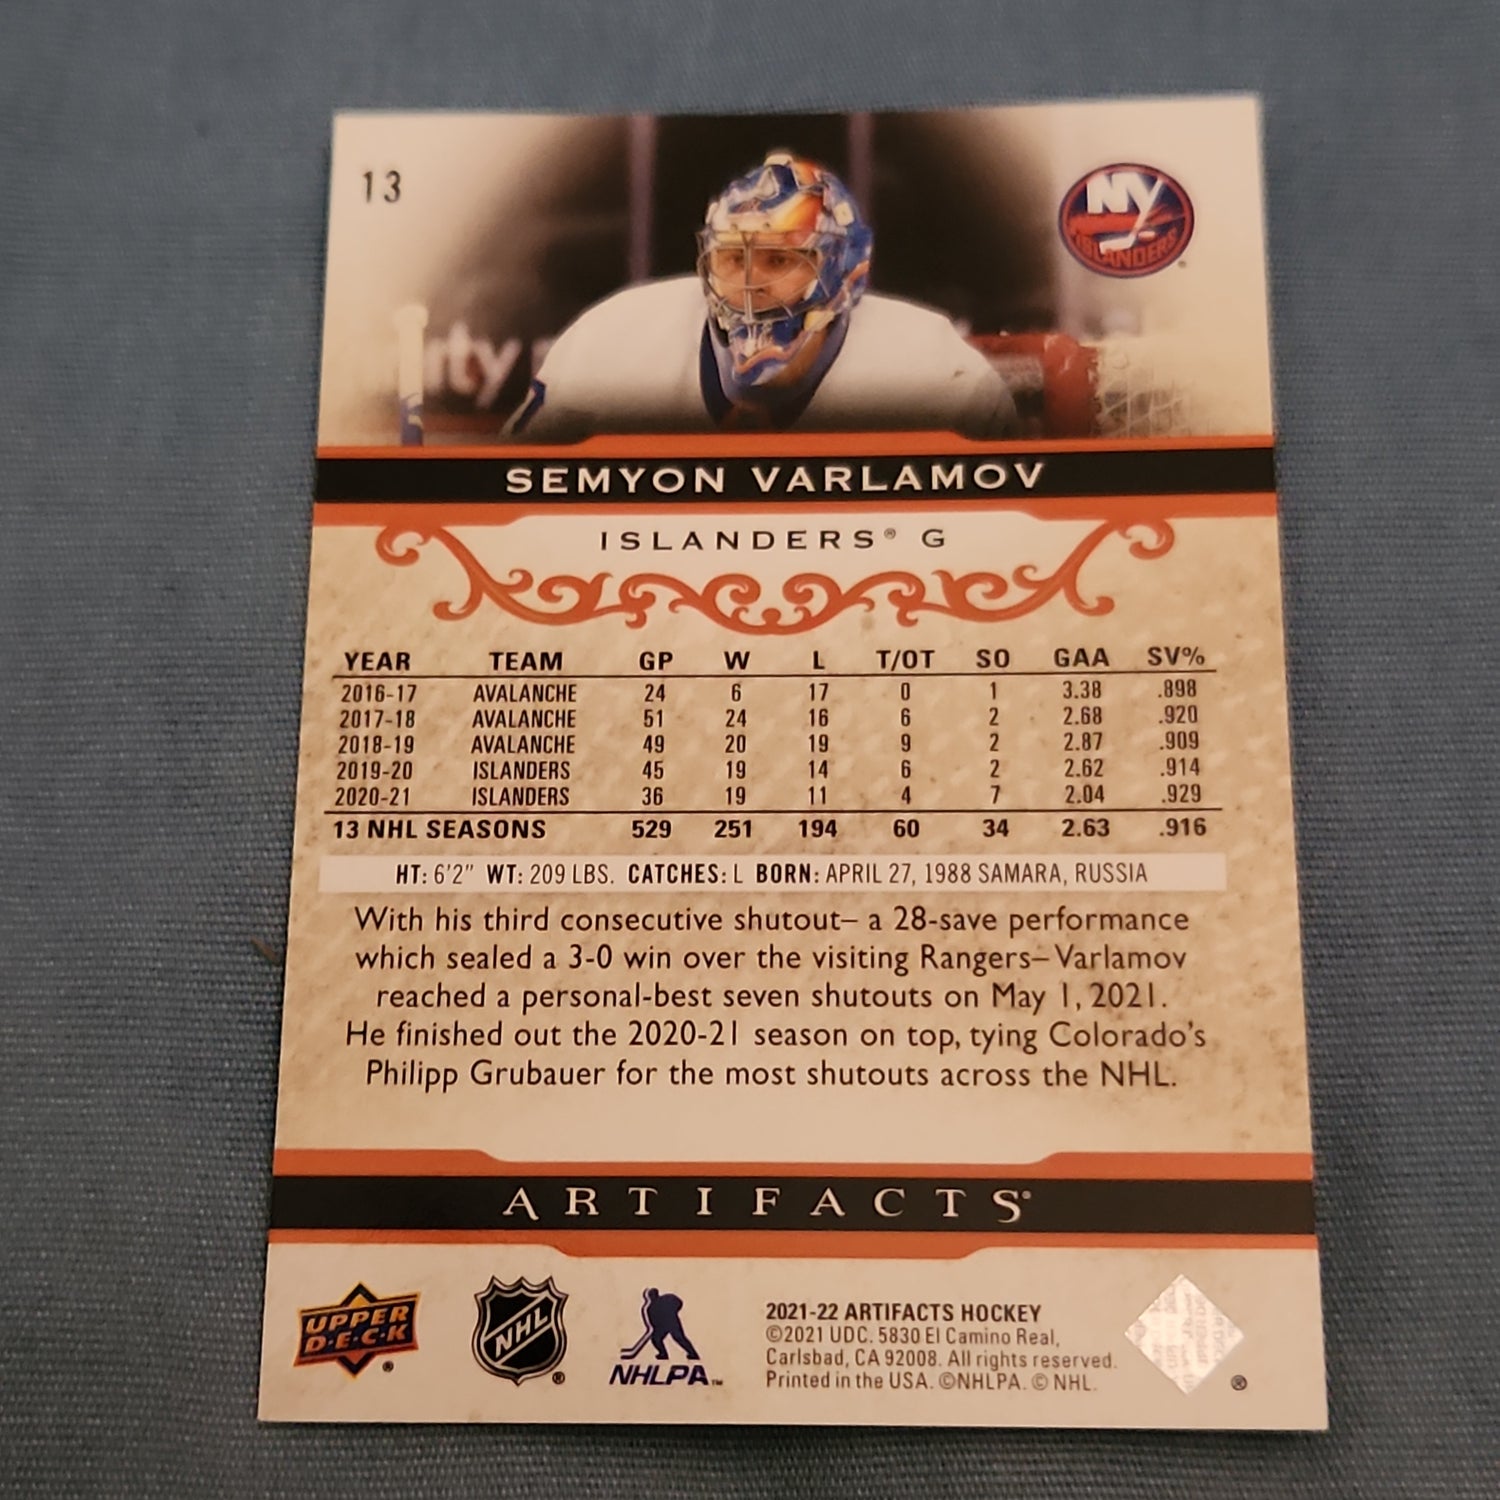 13
NY
ISLANDERS
rty
SEMYON VARLAMOV
ISLANDERS® G
YEAR TEAM GP W L T/OT SO GAA SV%
2016-17 AVALANCHE 24 6 17 0 1 3.38 .898
2017-18 AVALANCHE 51 24 16 6 2 2.68 .920
2018-19 AVALANCHE 49 20 19 9 2 2.87 .909
2019-20 ISLANDERS 45 19 14 6 2 2.62 .914
2020-21 ISLANDERS 36 19 11 4 7 2.04 .929
13 NHL SEASONS 529 251 194 60 34 2.63 .916
HT: 6'2" WT: 209 LBS. CATCHES: L BORN: APRIL 27, 1988 SAMARA, RUSSIA
With his third consecutive shutout– a 28-save performance
which sealed a 3-0 win over the visiting Rangers– Varlamov
reached a personal-best seven shutouts on May 1, 2021.
He finished out the 2020-21 season on top, tying Colorado's
Philipp Grubauer for the most shutouts across the NHL.
ARTIFACTS®
UPPER
D·E·C·K
®
NHL
®
NHLPA™
2021-22 ARTIFACTS HOCKEY
©2021 UDC. 5830 El Camino Real,
Carlsbad, CA 92008. All rights reserved.
Printed in the USA. ©NHLPA. © NHL.
®